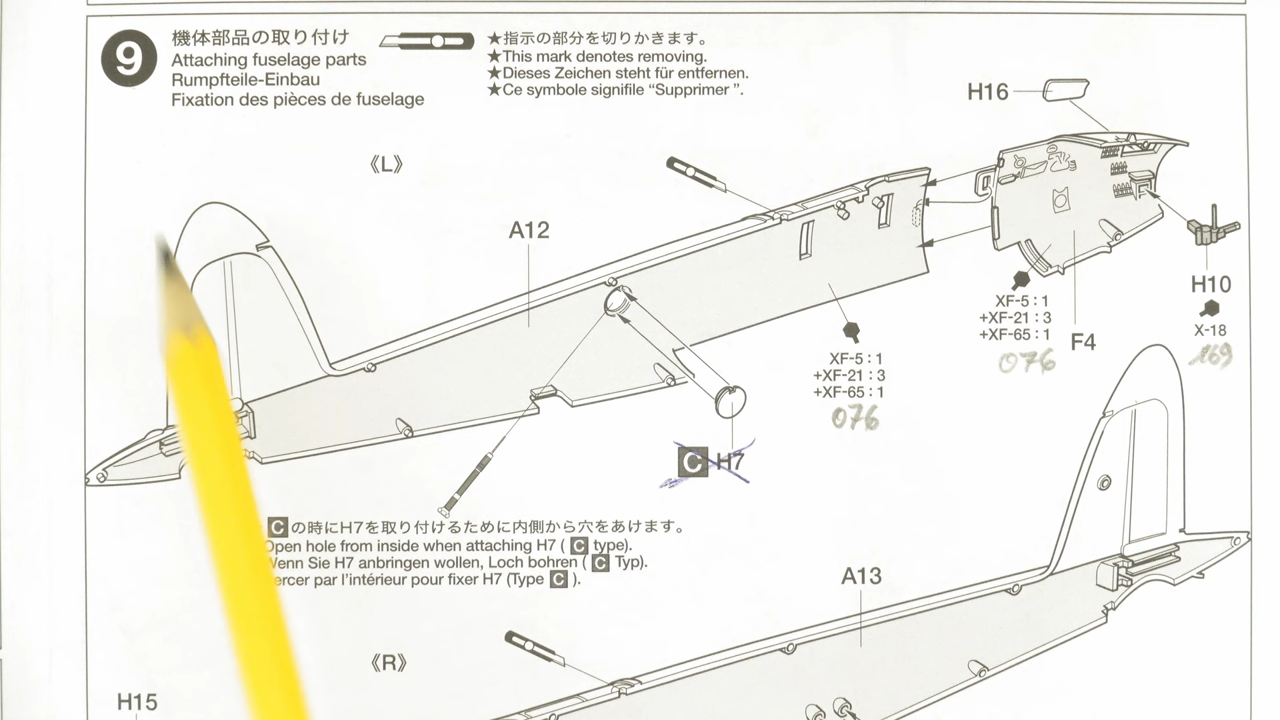 9
機体部品の取り付け
Attaching fuselage parts
Rumpfteile-Einbau
Fixation des pièces de fuselage
★指示の部分を切りかきます。
★This mark denotes removing.
★Dieses Zeichen steht für entfernen.
★Ce symbole signifile “Supprimer ”.
H16
《L》
A12
H10
X-18
169
XF-5 : 1
+XF-21 : 3
+XF-65 : 1
076
F4
XF-5 : 1
+XF-21 : 3
+XF-65 : 1
076
C H7
Cの時にH7を取り付けるために内側から穴をあけます。
Open hole from inside when attaching H7 ( C type).
Wenn Sie H7 anbringen wollen, Loch bohren ( C Typ).
par l’intérieur pour fixer H7 (Type C ).
A13
《R》
H15